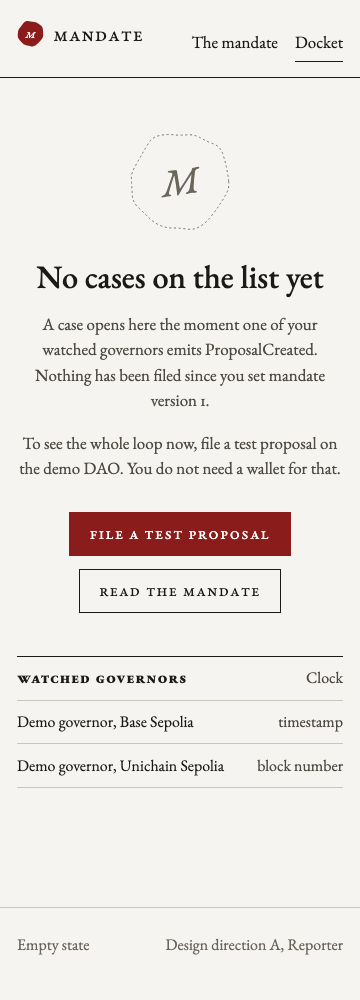 M MANDATE The mandate Docket
M
No cases on the list yet
A case opens here the moment one of your
watched governors emits ProposalCreated.
Nothing has been filed since you set mandate
version 1.
To see the whole loop now, file a test proposal on
the demo DAO. You do not need a wallet for that.
FILE A TEST PROPOSAL
READ THE MANDATE
WATCHED GOVERNORS Clock
Demo governor, Base Sepolia timestamp
Demo governor, Unichain Sepolia block number
Empty state Design direction A, Reporter